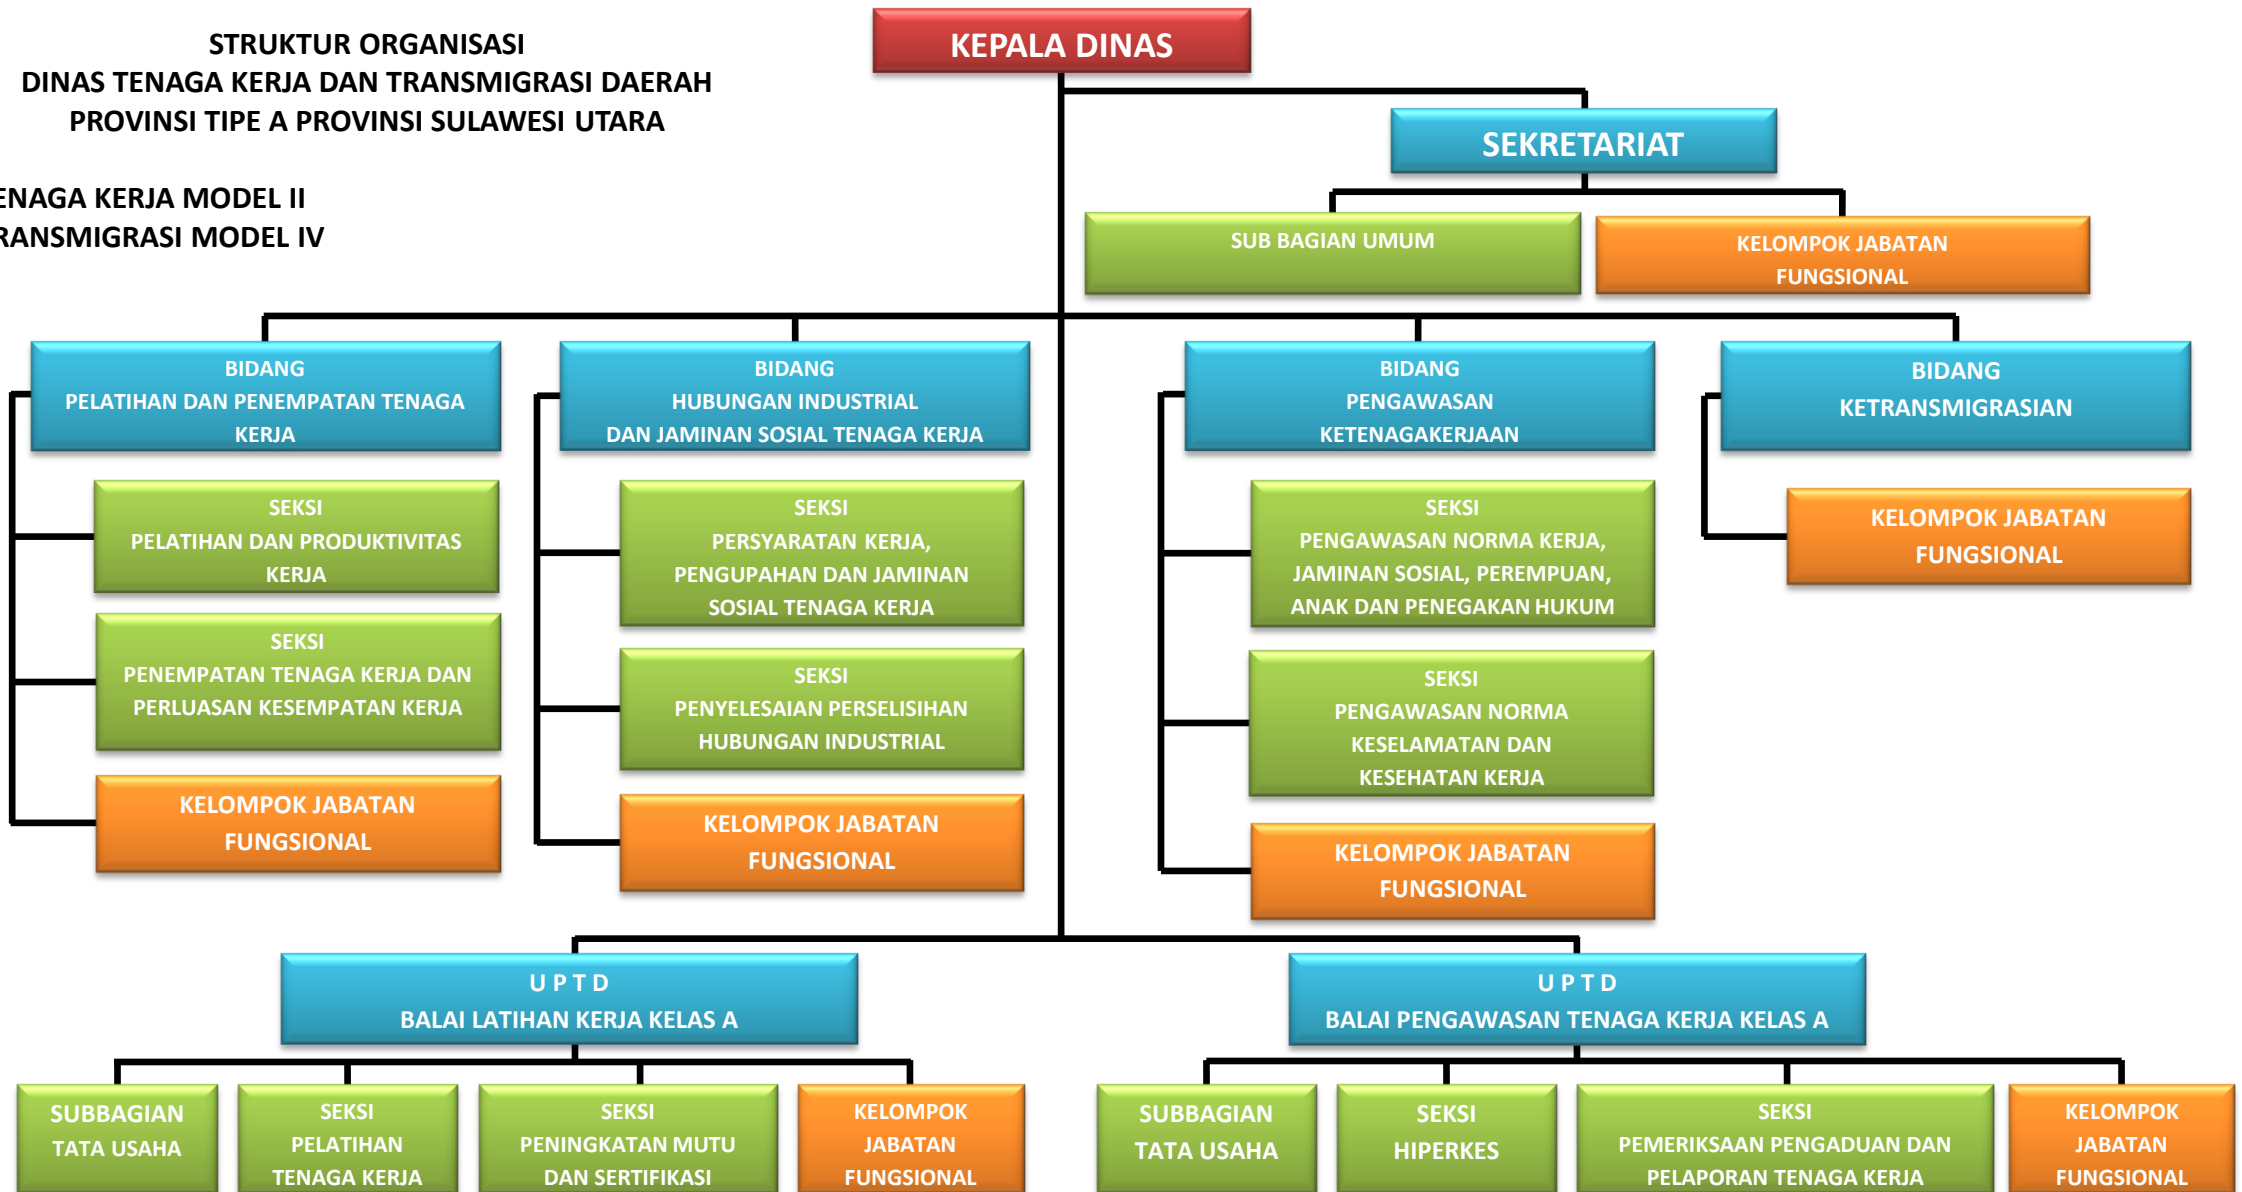 STRUKTUR ORGANISASI
DINAS TENAGA KERJA DAN TRANSMIGRASI DAERAH
PROVINSI TIPE A PROVINSI SULAWESI UTARA
ENAGA KERJA MODEL II
RANSMIGRASI MODEL IV
KEPALA DINAS
SEKRETARIAT
SUB BAGIAN UMUM
KELOMPOK JABATAN
FUNGSIONAL
BIDANG
PELATIHAN DAN PENEMPATAN TENAGA
KERJA
SEKSI
PELATIHAN DAN PRODUKTIVITAS
KERJA
SEKSI
PENEMPATAN TENAGA KERJA DAN
PERLUASAN KESEMPATAN KERJA
KELOMPOK JABATAN
FUNGSIONAL
BIDANG
HUBUNGAN INDUSTRIAL
DAN JAMINAN SOSIAL TENAGA KERJA
SEKSI
PERSYARATAN KERJA,
PENGUPAHAN DAN JAMINAN
SOSIAL TENAGA KERJA
SEKSI
PENYELESAIAN PERSELISIHAN
HUBUNGAN INDUSTRIAL
KELOMPOK JABATAN
FUNGSIONAL
BIDANG
PENGAWASAN
KETENAGAKERJAAN
SEKSI
PENGAWASAN NORMA KERJA,
JAMINAN SOSIAL, PEREMPUAN,
ANAK DAN PENEGAKAN HUKUM
SEKSI
PENGAWASAN NORMA
KESELAMATAN DAN
KESEHATAN KERJA
KELOMPOK JABATAN
FUNGSIONAL
BIDANG
KETRANSMIGRASIAN
KELOMPOK JABATAN
FUNGSIONAL
U P T D
BALAI LATIHAN KERJA KELAS A
SUBBAGIAN
TATA USAHA
SEKSI
PELATIHAN
TENAGA KERJA
SEKSI
PENINGKATAN MUTU
DAN SERTIFIKASI
KELOMPOK
JABATAN
FUNGSIONAL
U P T D
BALAI PENGAWASAN TENAGA KERJA KELAS A
SUBBAGIAN
TATA USAHA
SEKSI
HIPERKES
SEKSI
PEMERIKSAAN PENGADUAN DAN
PELAPORAN TENAGA KERJA
KELOMPOK
JABATAN
FUNGSIONAL